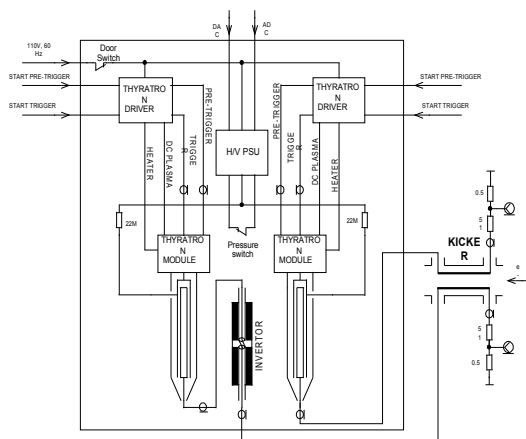 DA
C
AD
C
110V, 60
Hz
Door
Switch
START PRE-TRIGGER
START TRIGGER
THYRATRO
N
DRIVER
THYRATRO
N
DRIVER
START PRE-TRIGGER
START TRIGGER
HEATER
DC PLASMA
TRIGGE
R
PRE-TRIGGER
H/V PSU
PRE-TRIGGER
TRIGGE
R
DC PLASMA
HEATER
22M
Pressure
switch
22M
THYRATRO
N
MODULE
THYRATRO
N
MODULE
INVERTOR
0.5
5
1
KICKE
R
e
-
5
1
0.5